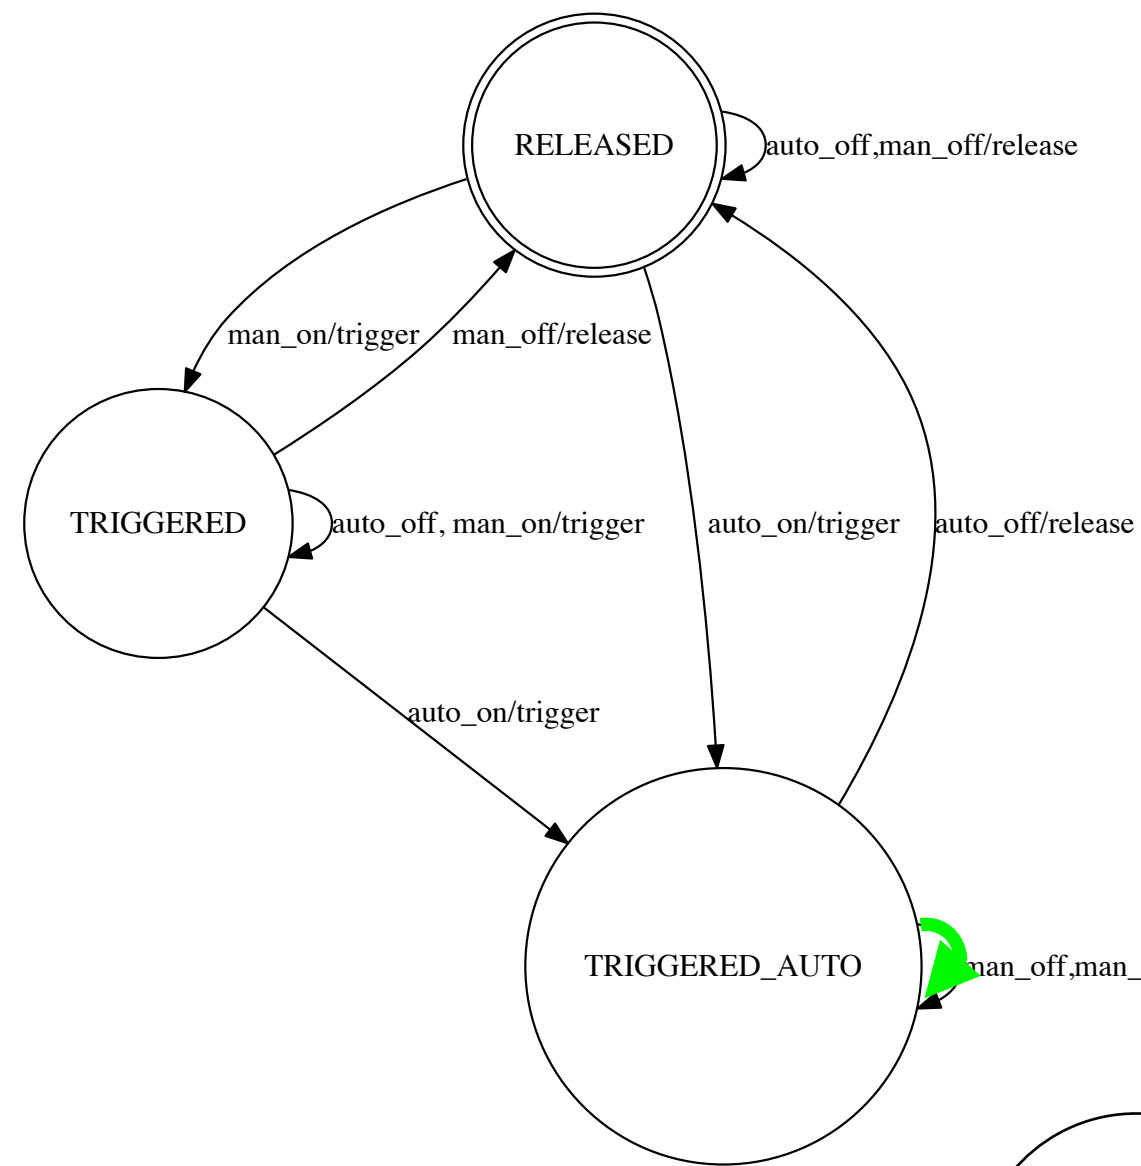 RELEASED
auto_off,man_off/release
man_on/trigger
man_off/release
TRIGGERED
auto_off, man_on/trigger
auto_on/trigger
auto_off/release
auto_on/trigger
TRIGGERED_AUTO
man_off,man_